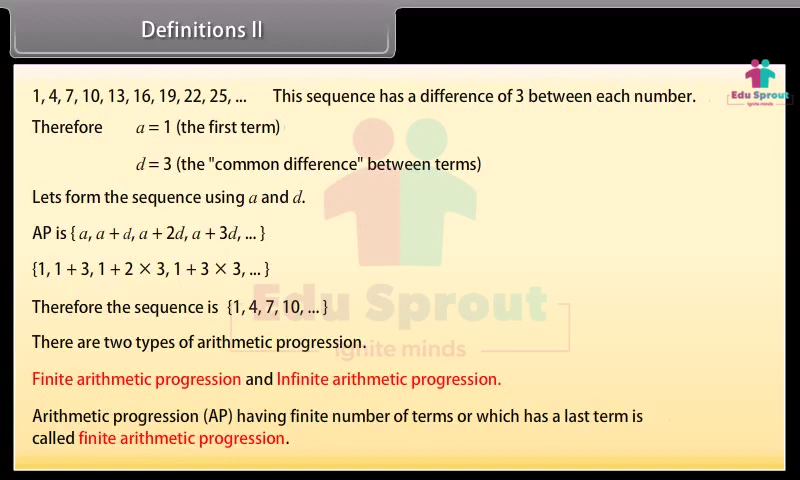 Definitions II
1, 4, 7, 10, 13, 16, 19, 22, 25, ... This sequence has a difference of 3 between each number.
Edu Sprout
Ignite minds
Therefore a = 1 (the first term)
d = 3 (the "common difference" between terms)
Lets form the sequence using a and d.
AP is { a, a + d, a + 2d, a + 3d, ... }
{1, 1 + 3, 1 + 2 × 3, 1 + 3 × 3, ... }
Therefore the sequence is {1, 4, 7, 10, ... }
Edu Sprout
There are two types of arithmetic progression.
Ignite minds
Finite arithmetic progression and Infinite arithmetic progression.
Arithmetic progression (AP) having finite number of terms or which has a last term is
called finite arithmetic progression.